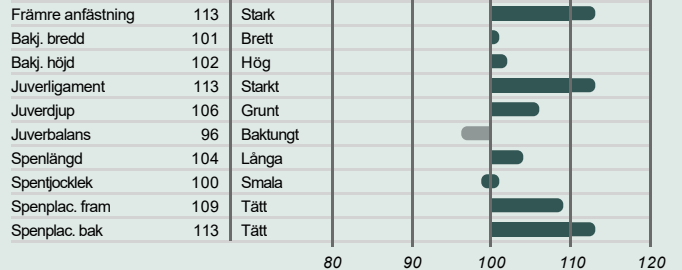 Främre anfästning 113 Stark
Bakj. bredd 101 Brett
Bakj. höjd 102 Hög
Juverligament 113 Starkt
Juverdjup 106 Grunt
Juverbalans 96 Baktungt
Spenlängd 104 Långa
Spentjocklek 100 Smala
Spenplac. fram 109 Tätt
Spenplac. bak 113 Tätt
80 90 100 110 120